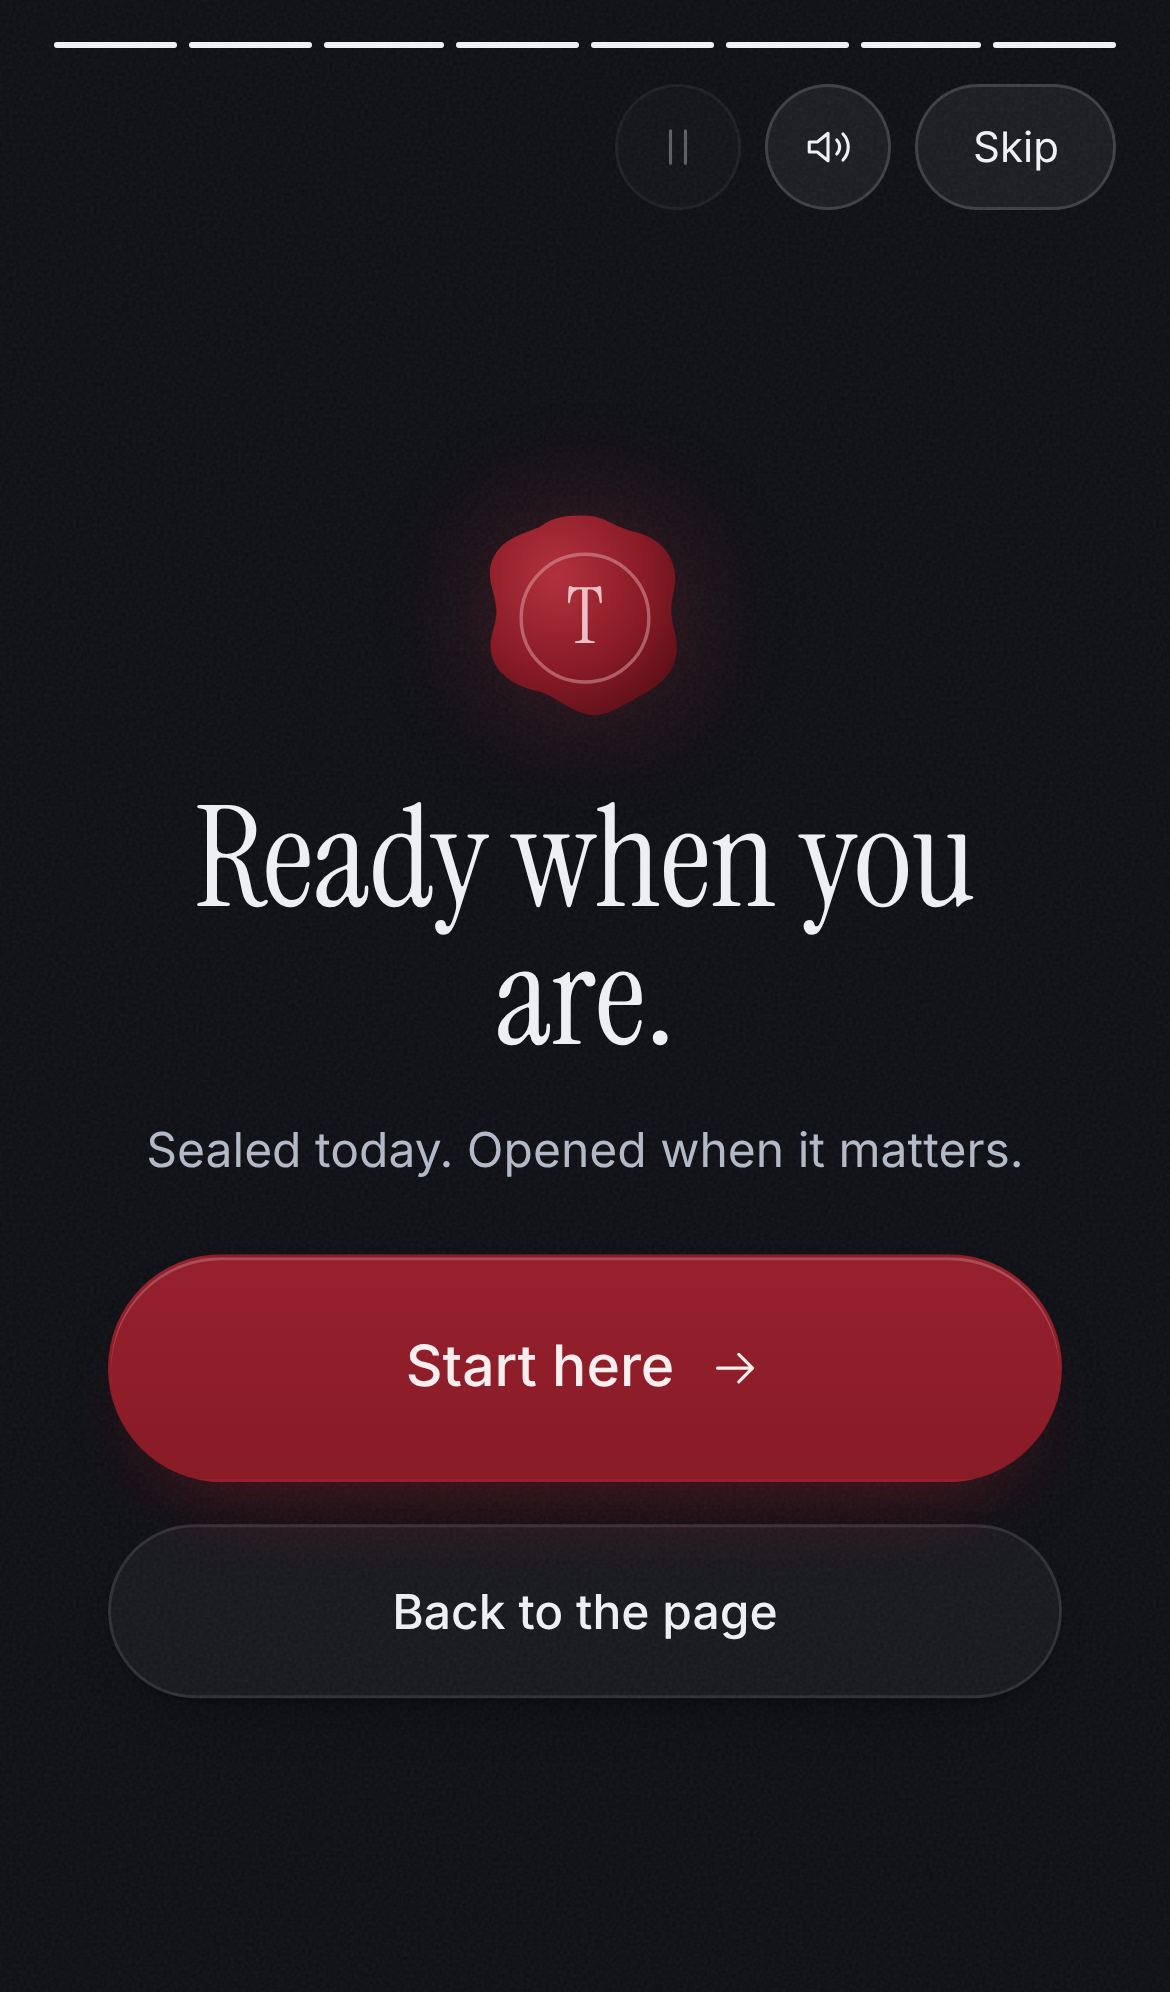 Skip
T
Ready when you
are.
Sealed today. Opened when it matters.
Start here →
Back to the page